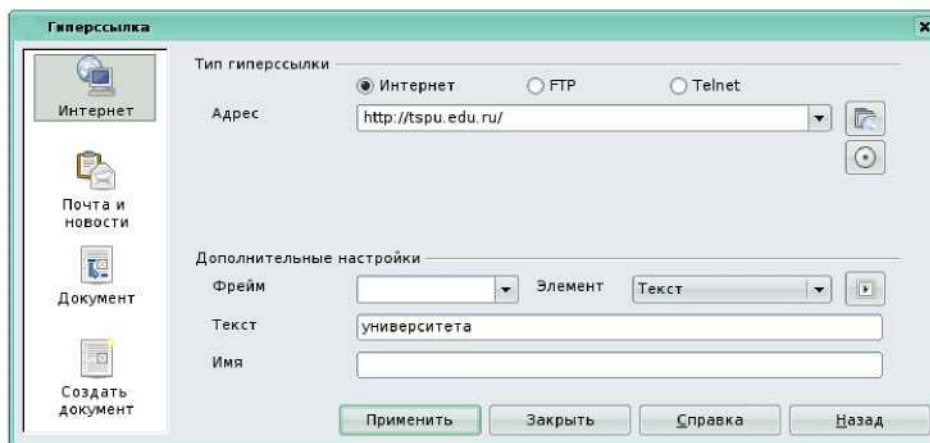 Гиперссылка
Интернет
Почта и
новости
Документ
Создать
документ
Тип гиперссылки
Интернет FTP Telnet
Адрес http://tspu.edu.ru/
Дополнительные настройки
Фрейм Элемент Текст
Текст университета
Имя
Применить Закрыть Справка Назад